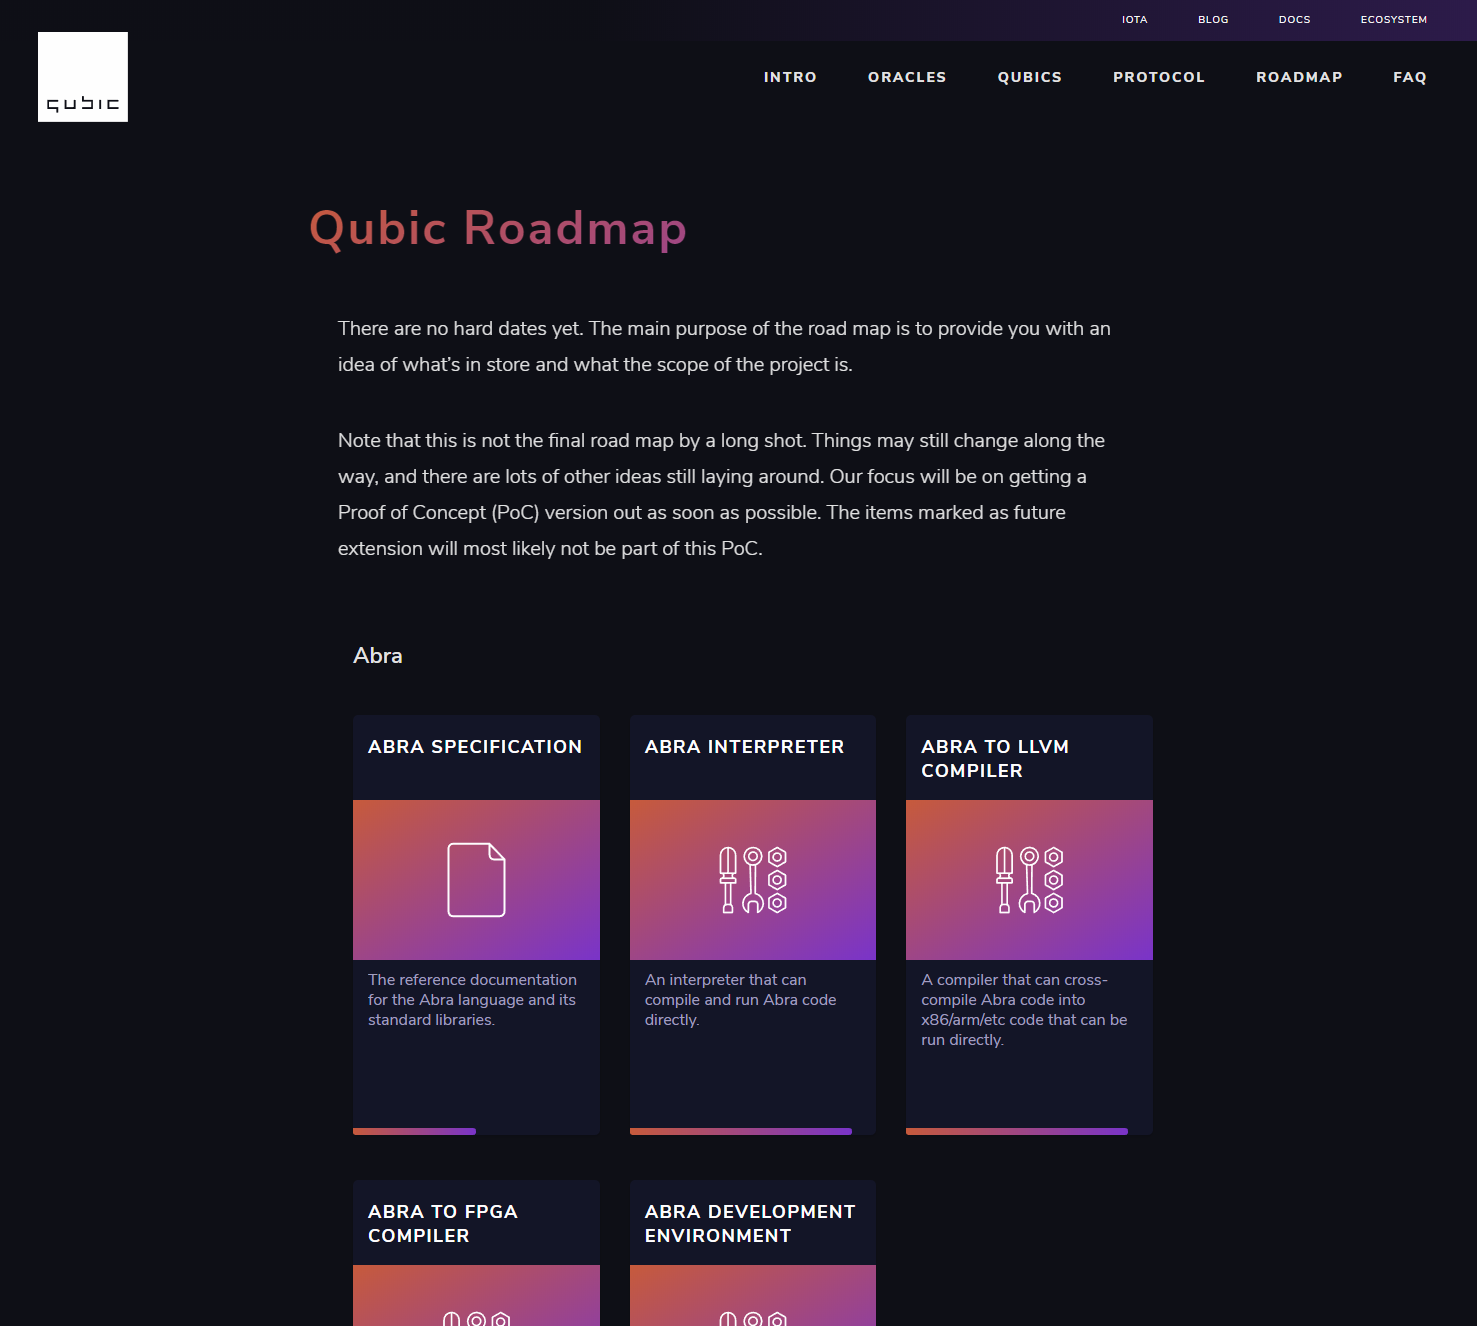 IOTA BLOG DOCS ECOSYSTEM
qubic
INTRO ORACLES QUBICS PROTOCOL ROADMAP FAQ
Qubic Roadmap
There are no hard dates yet. The main purpose of the road map is to provide you with an
idea of what’s in store and what the scope of the project is.
Note that this is not the final road map by a long shot. Things may still change along the
way, and there are lots of other ideas still laying around. Our focus will be on getting a
Proof of Concept (PoC) version out as soon as possible. The items marked as future
extension will most likely not be part of this PoC.
Abra
ABRA SPECIFICATION
The reference documentation
for the Abra language and its
standard libraries.
ABRA INTERPRETER
An interpreter that can
compile and run Abra code
directly.
ABRA TO LLVM
COMPILER
A compiler that can cross-
compile Abra code into
x86/arm/etc code that can be
run directly.
ABRA TO FPGA
COMPILER
ABRA DEVELOPMENT
ENVIRONMENT